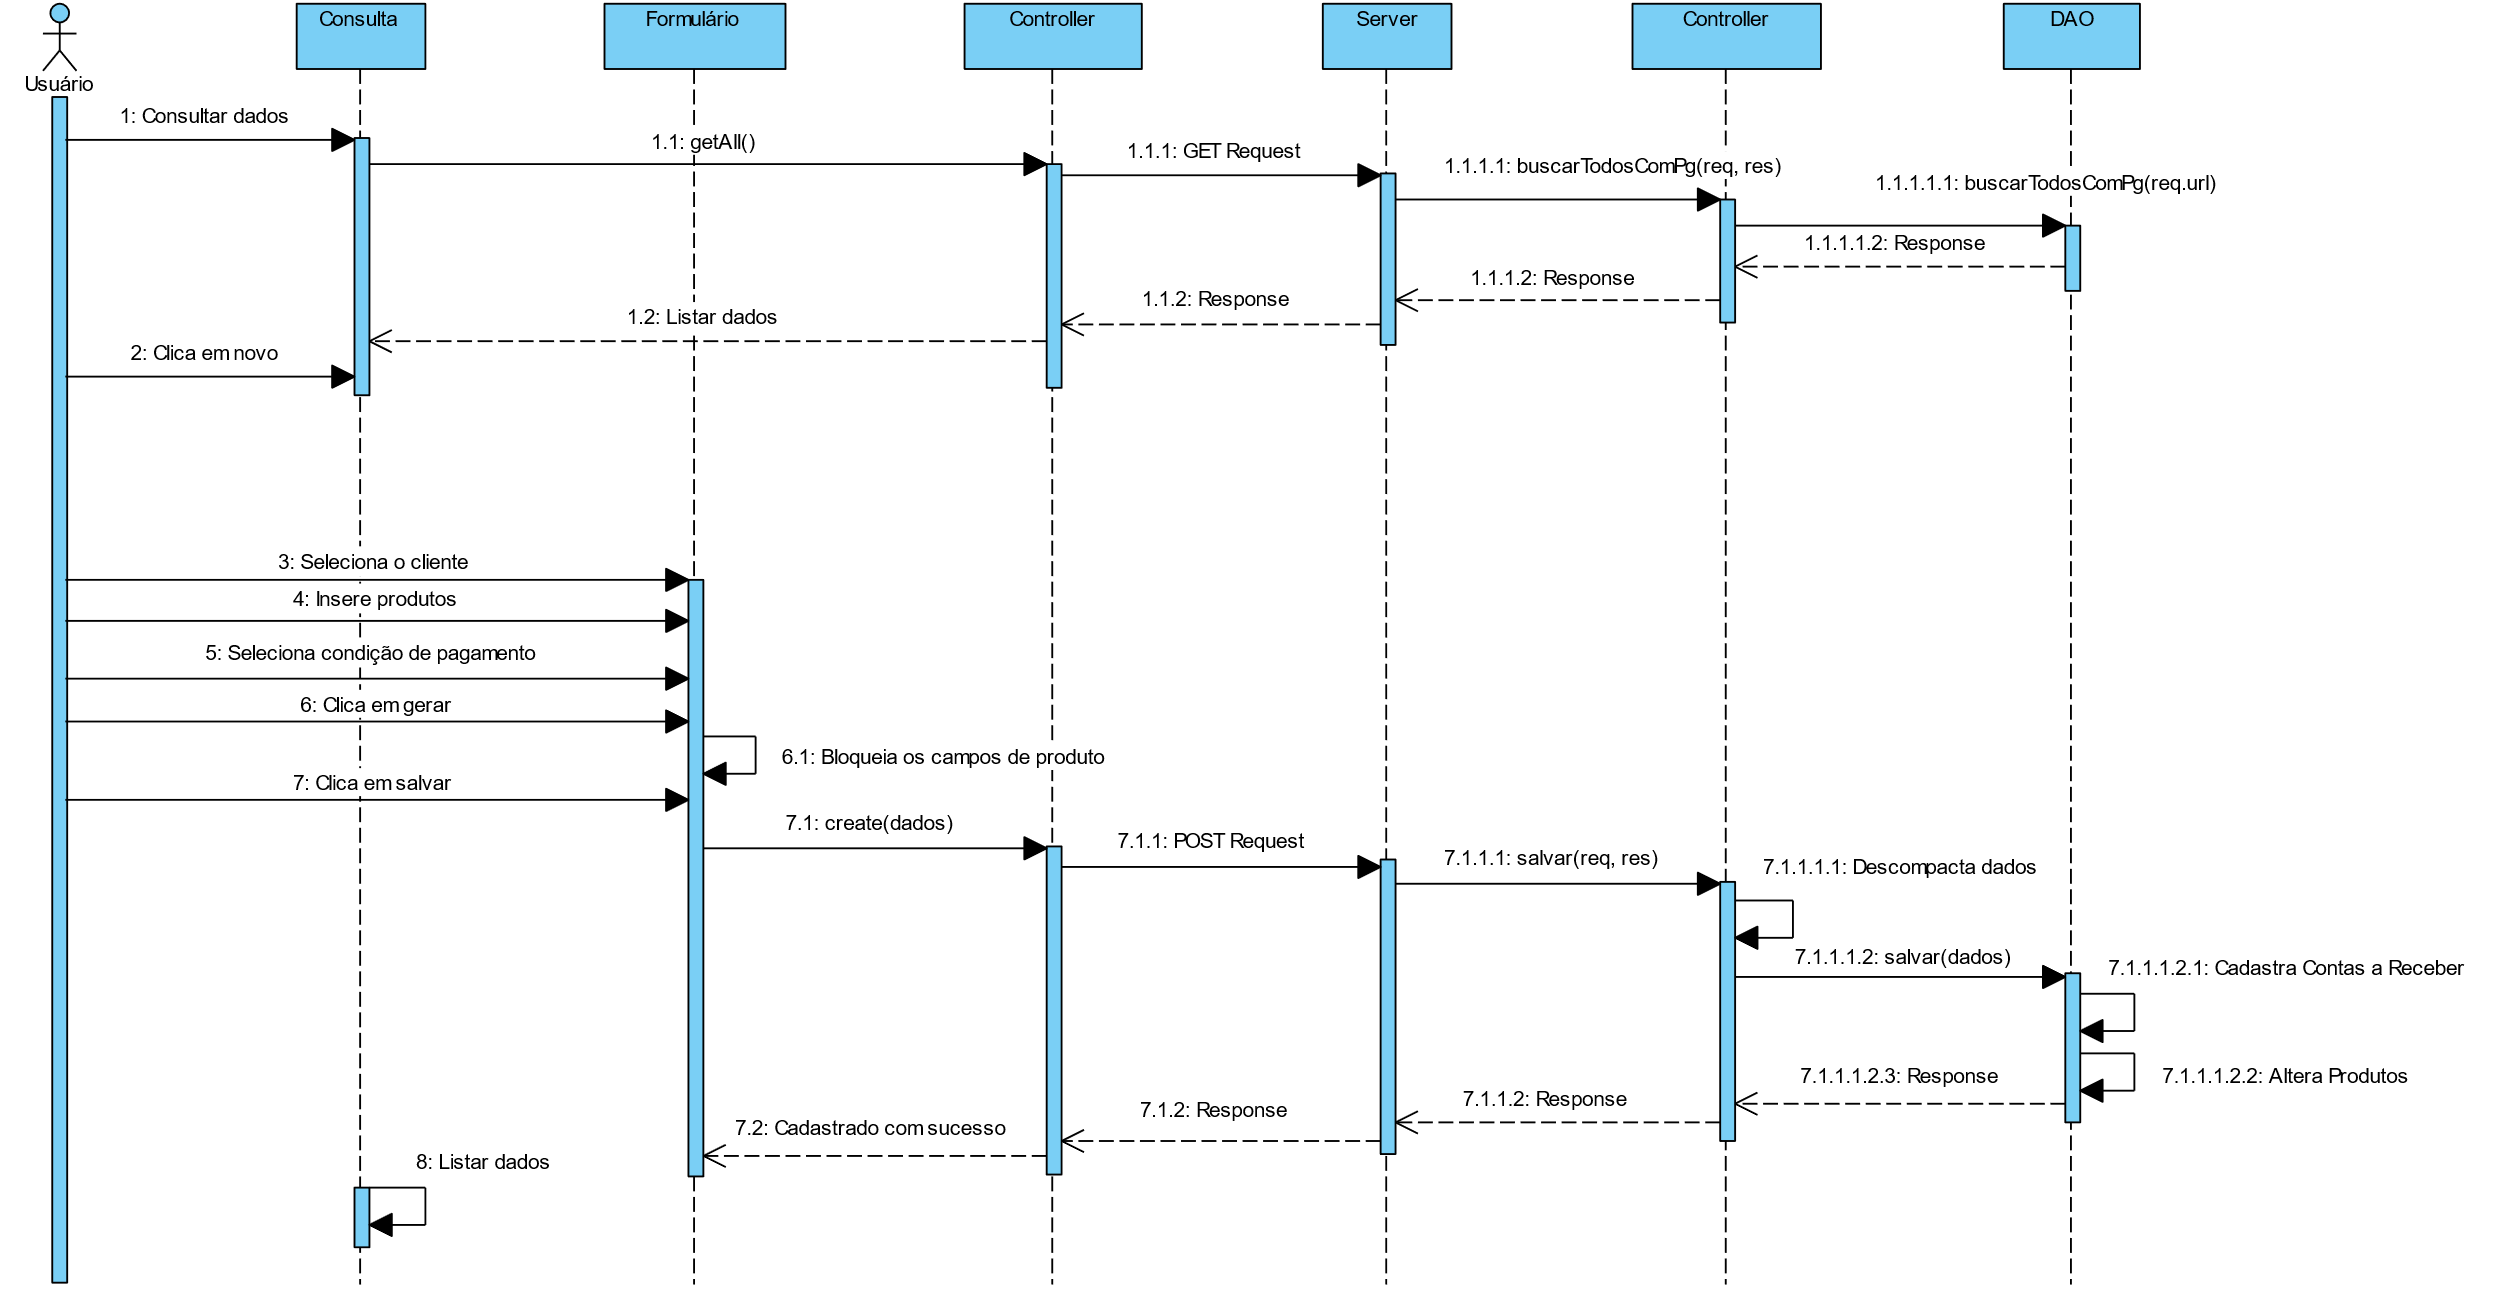 Usuário
Consulta
Formulário
Controller
Server
Controller
DAO
1: Consultar dados
1.1: getAll()
1.1.1: GET Request
1.1.1.1: buscarTodosComPg(req, res)
1.1.1.1.1: buscarTodosComPg(req.url)
1.1.1.1.2: Response
1.1.1.2: Response
1.1.2: Response
1.2: Listar dados
2: Clica em novo
3: Seleciona o cliente
4: Insere produtos
5: Seleciona condição de pagamento
6: Clica em gerar
6.1: Bloqueia os campos de produto
7: Clica em salvar
7.1: create(dados)
7.1.1: POST Request
7.1.1.1: salvar(req, res)
7.1.1.1.1: Descompacta dados
7.1.1.1.2: salvar(dados)
7.1.1.1.2.1: Cadastra Contas a Receber
7.1.1.1.2.2: Altera Produtos
7.1.1.1.2.3: Response
7.1.1.2: Response
7.1.2: Response
7.2: Cadastrado com sucesso
8: Listar dados